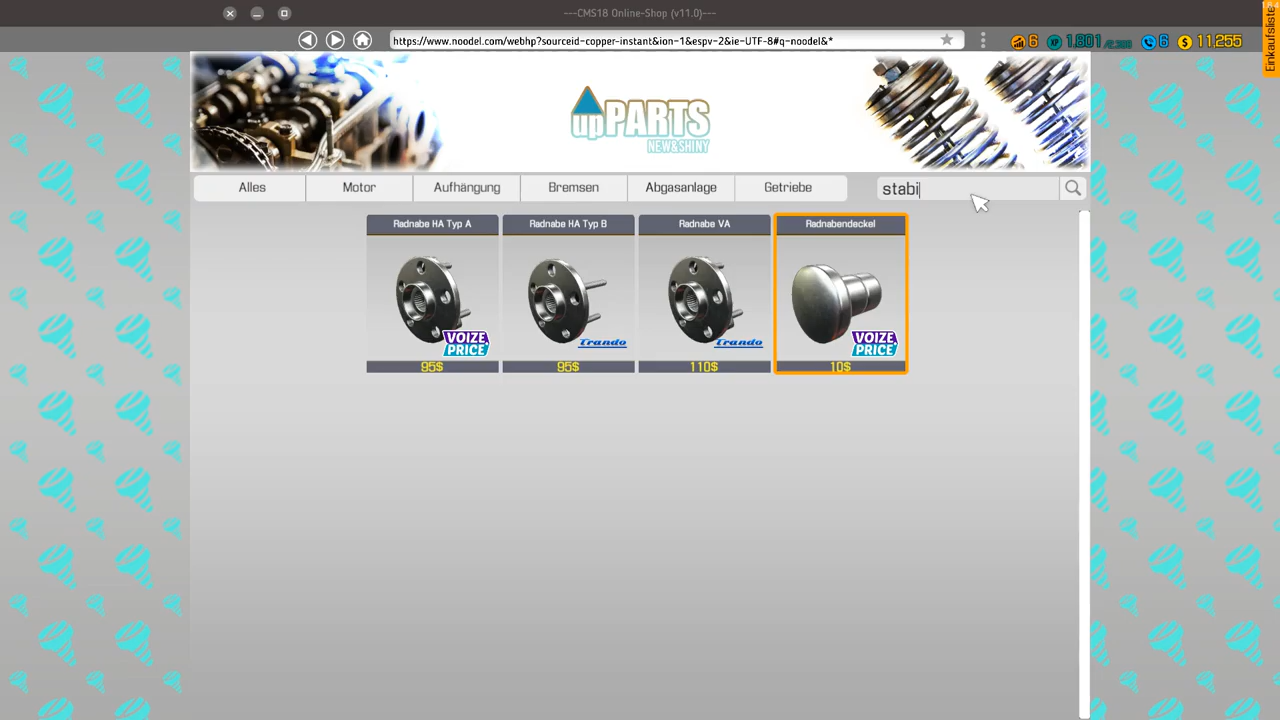 ---CMS18 Online-Shop (v11.0)---
https://www.noodel.com/webhp?sourceid-copper-instant&ion-1&espv-2&ie-UTF-8#q-noodel&*
6
XP 1,801
6
$ 11,255
Einkaufsliste
upPARTS
NEW&SHINY
Alles
Motor
Aufhängung
Bremsen
Abgasanlage
Getriebe
stabi
Radnabe HA Typ A
Radnabe HA Typ B
Radnabe VA
Radnabendeckel
VOIZE PRICE
Trando
Trando
VOIZE PRICE
95$
95$
110$
10$